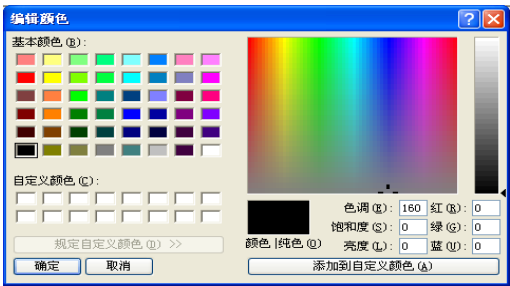 编辑颜色
基本颜色(B):
自定义颜色(C):
规定自定义颜色(D) >>
确定 取消
颜色|纯色(O)
色调(E): 160 红(R): 0
饱和度(S): 0 绿(G): 0
亮度(L): 0 蓝(U): 0
添加到自定义颜色(A)